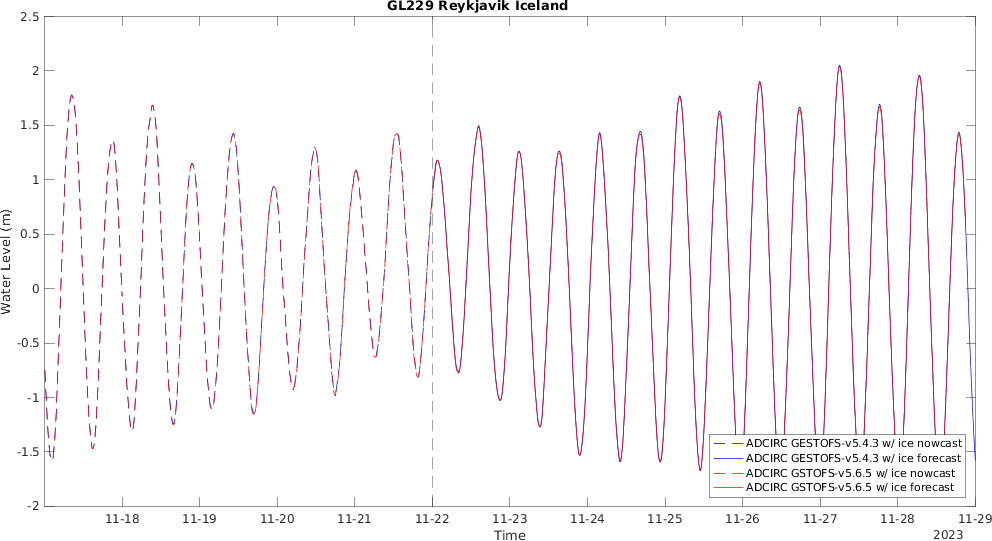 GL229 Reykjavik Iceland
2.5
2
1.5
1
0.5
0
-0.5
-1
-1.5
-2
Water Level (m)
ADCIRC GESTOFS-v5.4.3 w/ ice nowcast
ADCIRC GESTOFS-v5.4.3 w/ ice forecast
ADCIRC GSTOFS-v5.6.5 w/ ice nowcast
ADCIRC GSTOFS-v5.6.5 w/ ice forecast
11-18 11-19 11-20 11-21 11-22 11-23 11-24 11-25 11-26 11-27 11-28 11-29
Time
2023